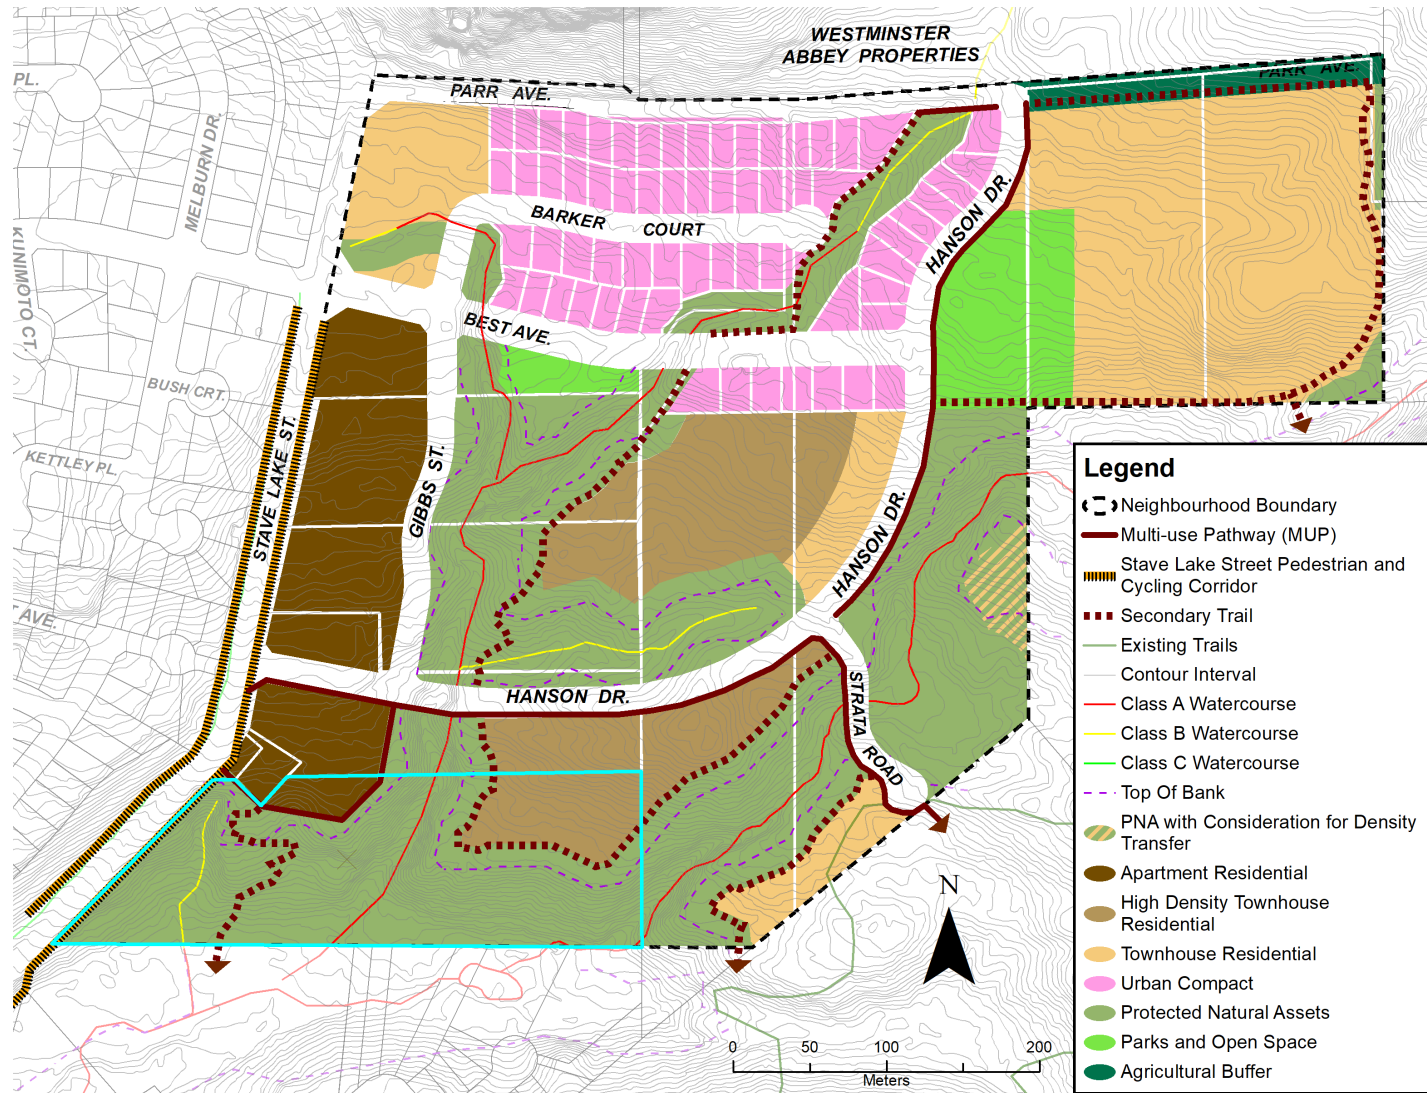 WESTMINSTER
ABBEY PROPERTIES
PL.
PARR AVE.
PARR AVE.
MELBURN DR.
BARKER COURT
HANSON DR.
KUNIMOTO CT.
BEST AVE.
BUSH CRT.
STAVE LAKE ST.
GIBBS ST.
KETTLEY PL.
HANSON DR.
AVE.
HANSON DR.
STRATA ROAD
Legend
Neighbourhood Boundary
Multi-use Pathway (MUP)
Stave Lake Street Pedestrian and
Cycling Corridor
Secondary Trail
Existing Trails
Contour Interval
Class A Watercourse
Class B Watercourse
Class C Watercourse
Top Of Bank
PNA with Consideration for Density
Transfer
Apartment Residential
High Density Townhouse
Residential
Townhouse Residential
Urban Compact
Protected Natural Assets
Parks and Open Space
Agricultural Buffer
N
0 50 100 200
Meters